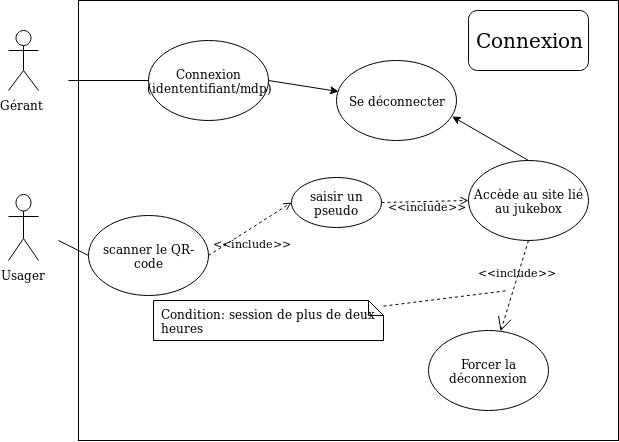 Connexion
Gérant
Connexion
(idententifiant/mdp)
Se déconnecter
Usager
scanner le QR-
code
<<include>>
saisir un
pseudo
<<include>>
Accède au site lié
au jukebox
<<include>>
Condition: session de plus de deux
heures
Forcer la
déconnexion